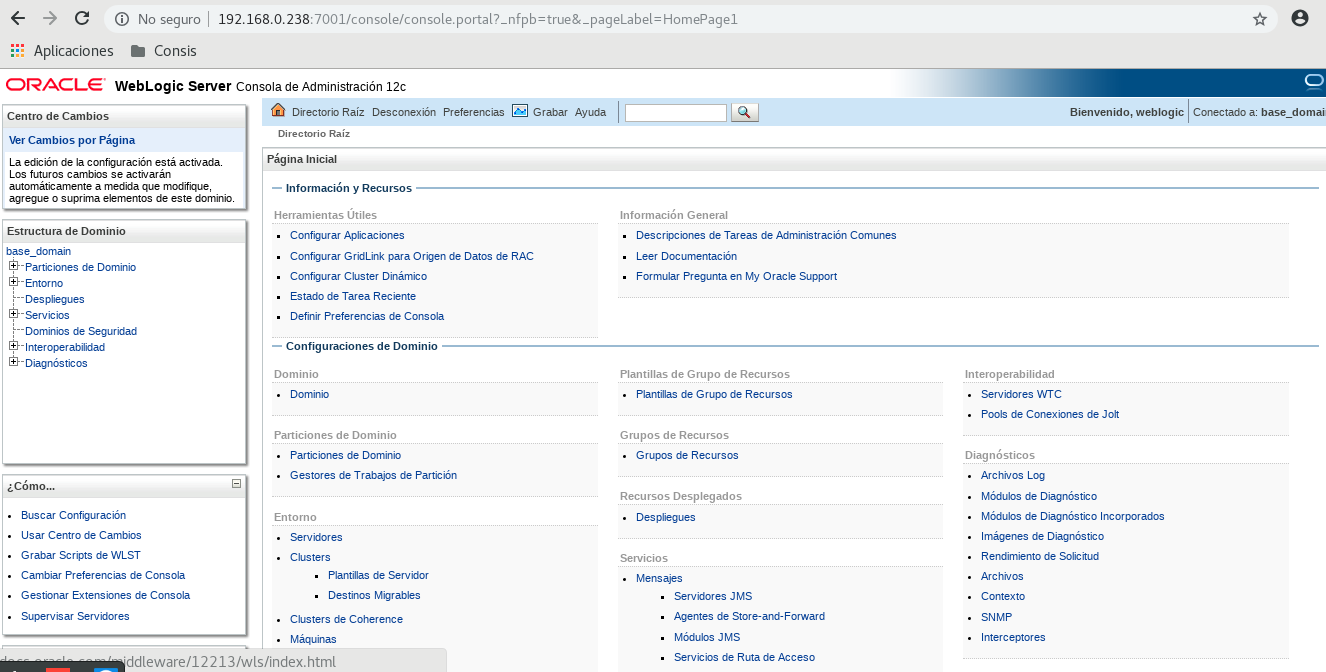 No seguro | 192.168.0.238:7001/console/console.portal?_nfpb=true&_pageLabel=HomePage1
Aplicaciones Consis
ORACLE WebLogic Server Consola de Administración 12c
Centro de Cambios
Ver Cambios por Página
La edición de la configuración está activada.
Los futuros cambios se activarán
automáticamente a medida que modifique,
agregue o suprima elementos de este dominio.
Estructura de Dominio
base_domain
Particiones de Dominio
Entorno
Despliegues
Servicios
Dominios de Seguridad
Interoperabilidad
Diagnósticos
¿Cómo...
Buscar Configuración
Usar Centro de Cambios
Grabar Scripts de WLST
Cambiar Preferencias de Consola
Gestionar Extensiones de Consola
Supervisar Servidores
Directorio Raíz Desconexión Preferencias Grabar Ayuda
Bienvenido, weblogic Conectado a: base_domai
Directorio Raíz
Página Inicial
Información y Recursos
Herramientas Útiles
Configurar Aplicaciones
Configurar GridLink para Origen de Datos de RAC
Configurar Cluster Dinámico
Estado de Tarea Reciente
Definir Preferencias de Consola
Información General
Descripciones de Tareas de Administración Comunes
Leer Documentación
Formular Pregunta en My Oracle Support
Configuraciones de Dominio
Dominio
Dominio
Particiones de Dominio
Particiones de Dominio
Gestores de Trabajos de Partición
Entorno
Servidores
Clusters
Plantillas de Servidor
Destinos Migrables
Clusters de Coherence
Máquinas
Plantillas de Grupo de Recursos
Plantillas de Grupo de Recursos
Grupos de Recursos
Grupos de Recursos
Recursos Desplegados
Despliegues
Servicios
Mensajes
Servidores JMS
Agentes de Store-and-Forward
Módulos JMS
Servicios de Ruta de Acceso
Interoperabilidad
Servidores WTC
Pools de Conexiones de Jolt
Diagnósticos
Archivos Log
Módulos de Diagnóstico
Módulos de Diagnóstico Incorporados
Imágenes de Diagnóstico
Rendimiento de Solicitud
Archivos
Contexto
SNMP
Interceptores
docs.oracle.com/middleware/12213/wls/index.html